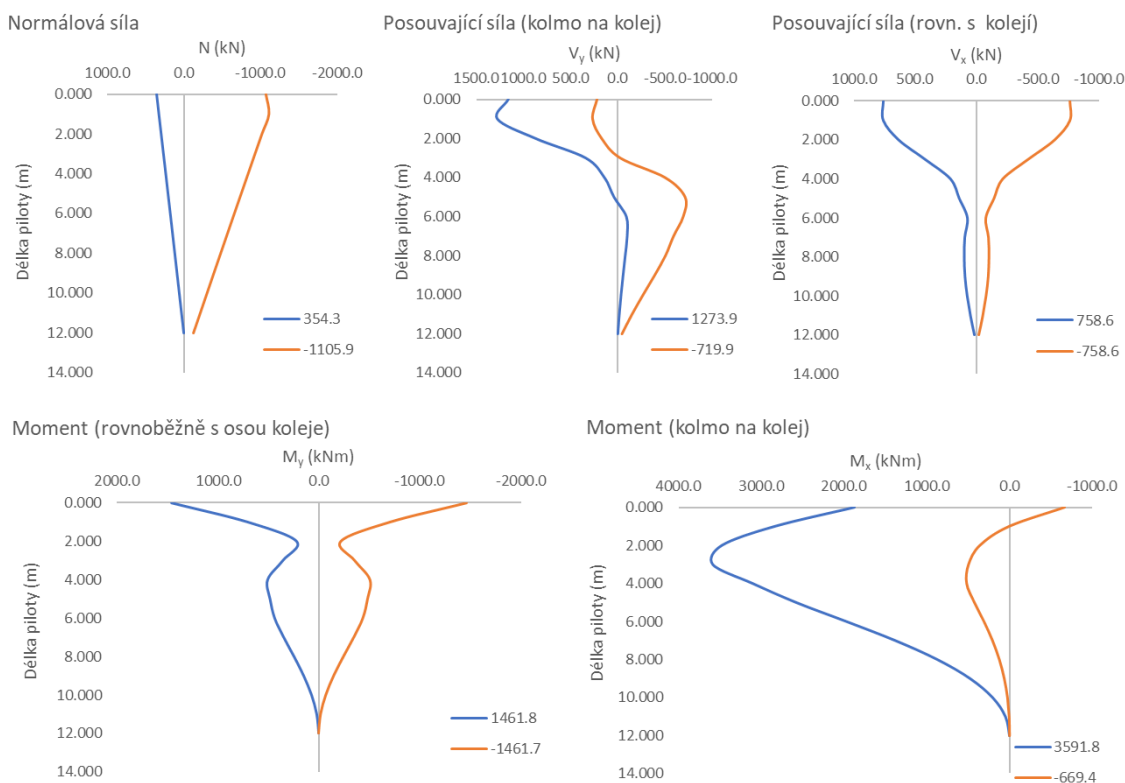 Normálová síla
N (kN)
1000.0 0.0 -1000.0 -2000.0
0.000
2.000
4.000
6.000
8.000
10.000
12.000
14.000
Délka piloty (m)
354.3
-1105.9
Posouvající síla (kolmo na kolej)
Vy (kN)
1500.0 1000.0 500.0 0.0 -500.0 -1000.0
0.000
2.000
4.000
6.000
8.000
10.000
12.000
14.000
Délka piloty (m)
1273.9
-719.9
Posouvající síla (rovn. s kolejí)
Vx (kN)
1000.0 500.0 0.0 -500.0 -1000.0
0.000
2.000
4.000
6.000
8.000
10.000
12.000
14.000
Délka piloty (m)
758.6
-758.6
Moment (rovnoběžně s osou koleje)
My (kNm)
2000.0 1000.0 0.0 -1000.0 -2000.0
0.000
2.000
4.000
6.000
8.000
10.000
12.000
14.000
Délka piloty (m)
1461.8
-1461.7
Moment (kolmo na kolej)
Mx (kNm)
4000.0 3000.0 2000.0 1000.0 0.0 -1000.0
0.000
2.000
4.000
6.000
8.000
10.000
12.000
14.000
Délka piloty (m)
3591.8
-669.4